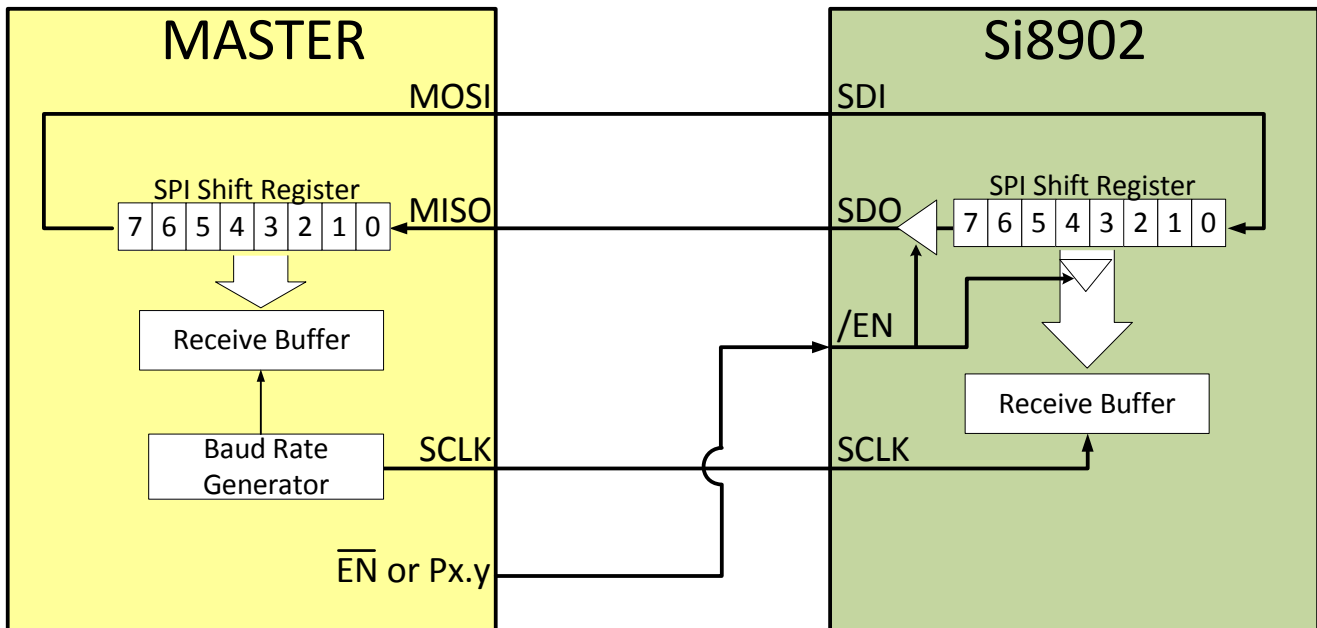 MASTER
MOSI
SPI Shift Register
7 6 5 4 3 2 1 0
MISO
Receive Buffer
Baud Rate
Generator
SCLK
EN or Px.y
Si8902
SDI
SPI Shift Register
SDO
7 6 5 4 3 2 1 0
/EN
Receive Buffer
SCLK